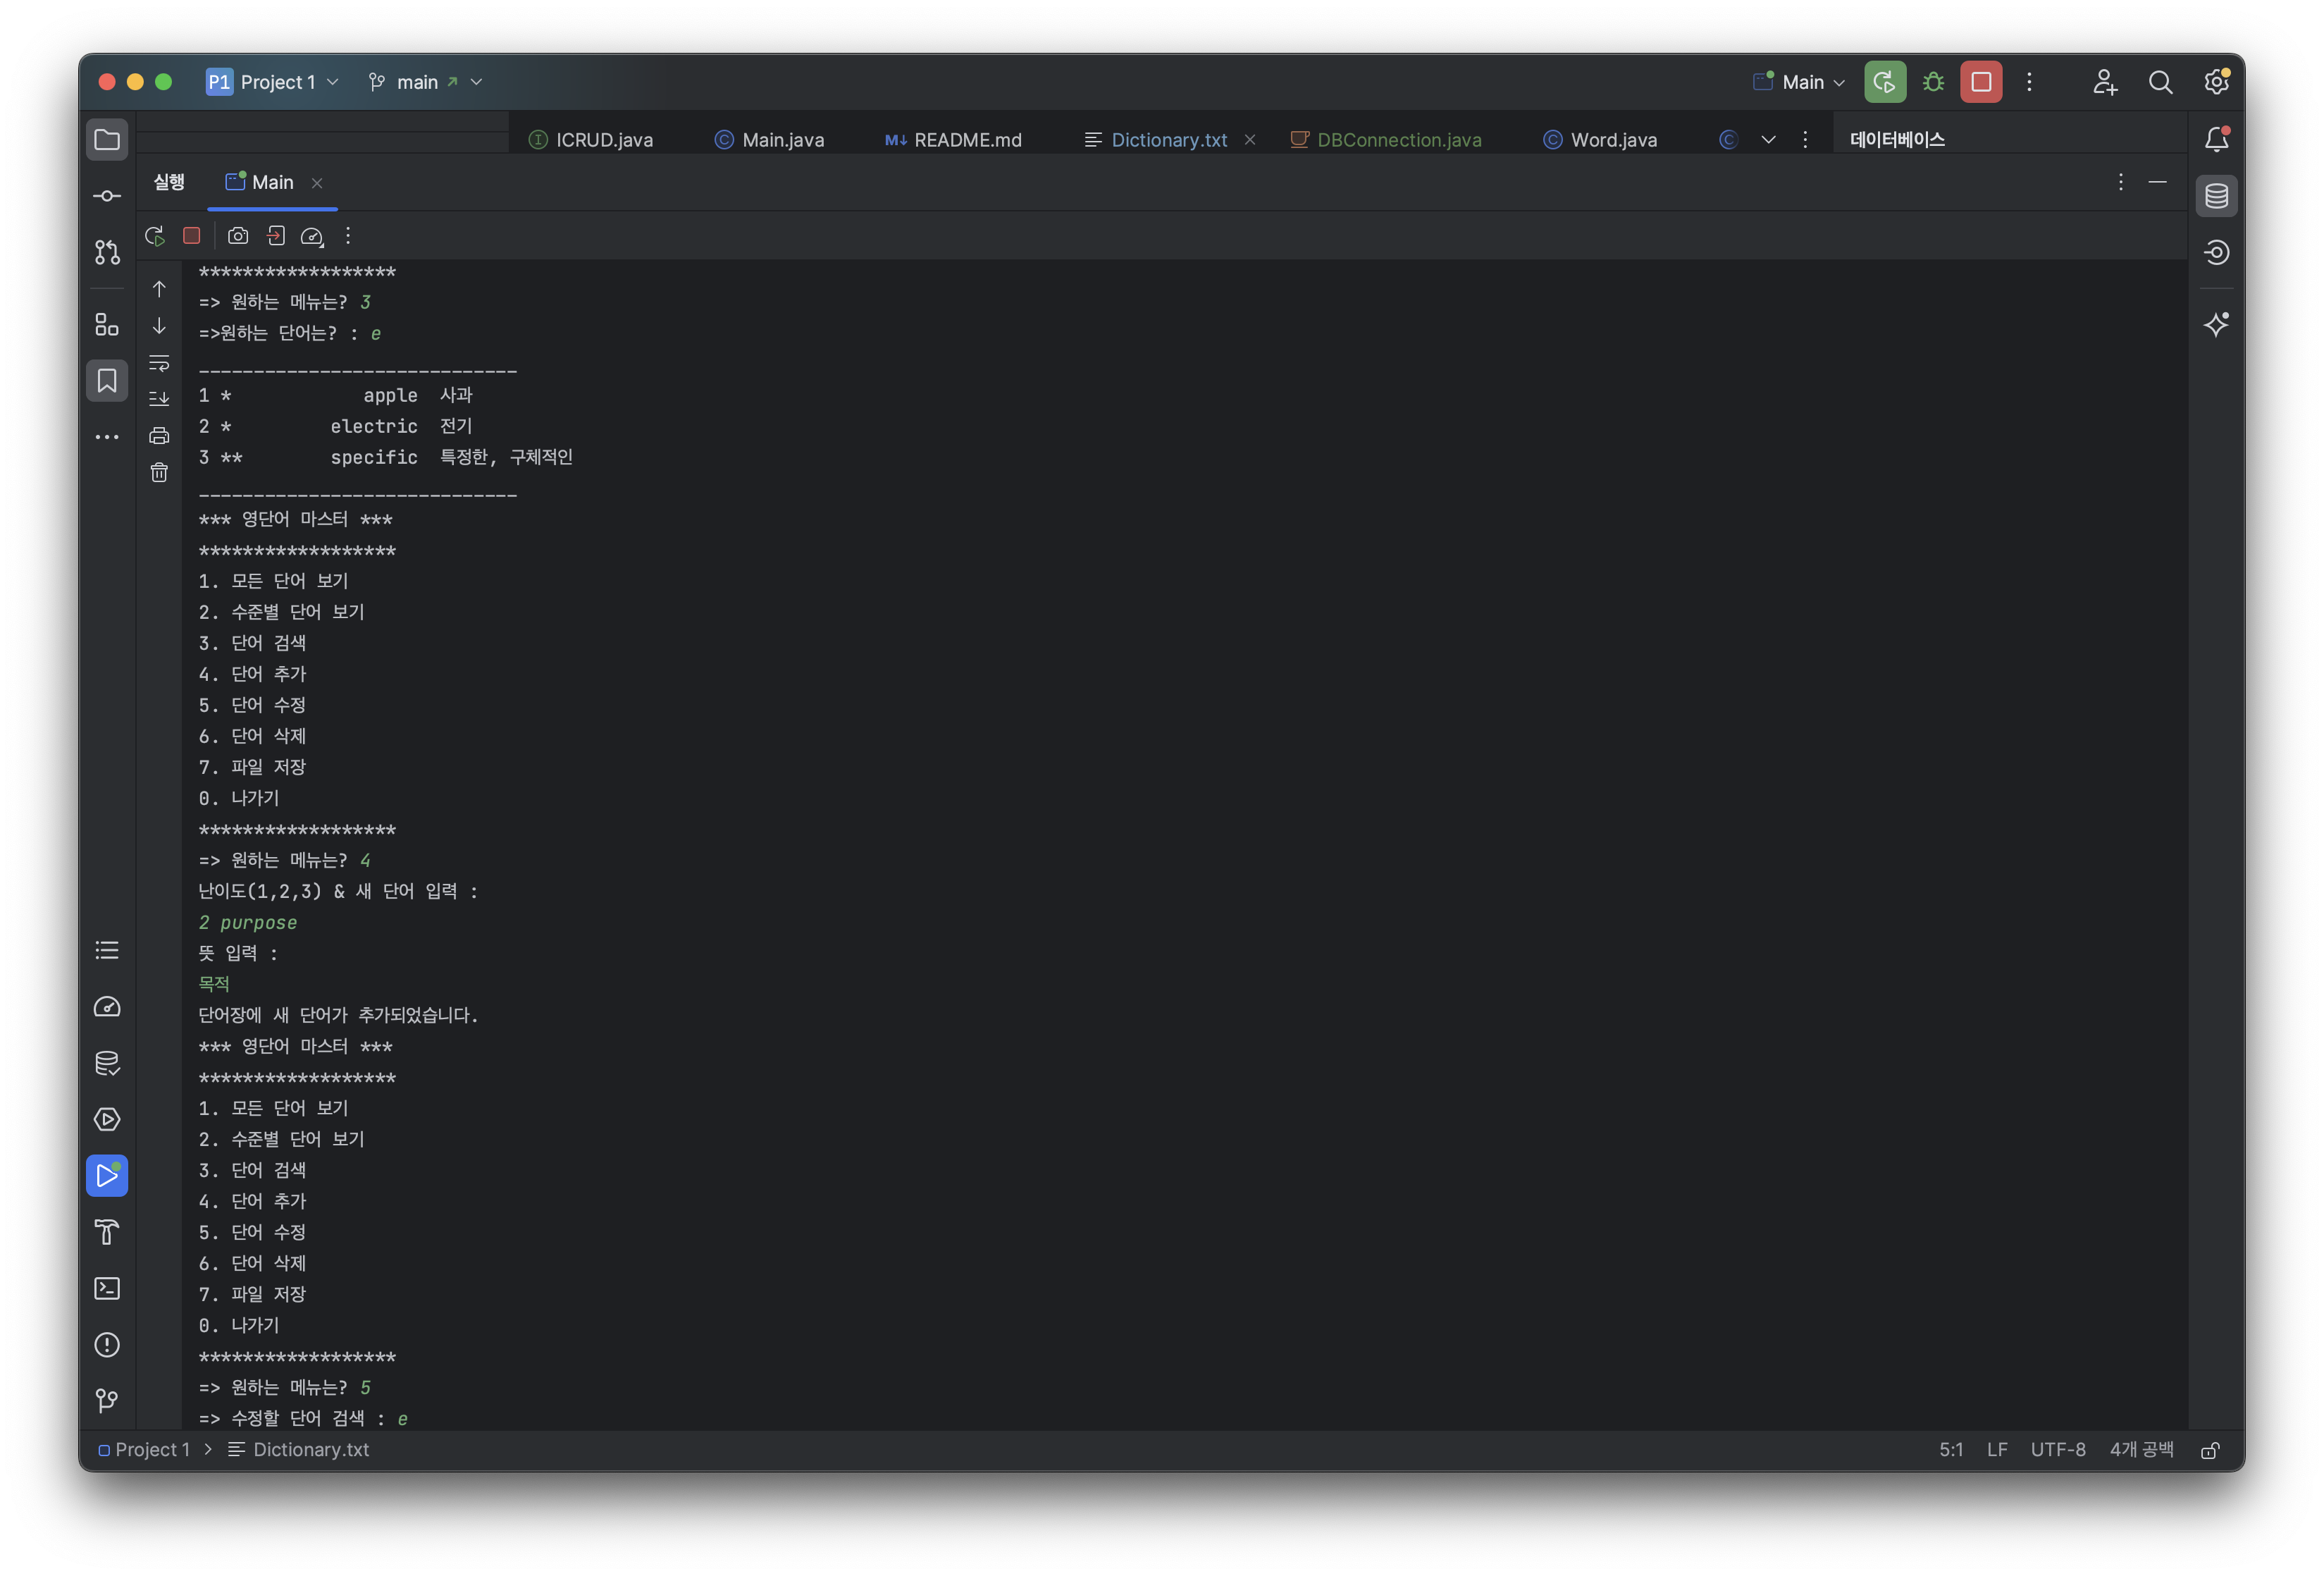 P1 Project 1 main Main
ICRUD.java Main.java M↓ README.md Dictionary.txt DBConnection.java Word.java 데이터베이스
실행 Main
******************
=> 원하는 메뉴는? 3
=>원하는 단어는? : e
-----------------------------
1 * apple 사과
2 * electric 전기
3 ** specific 특정한, 구체적인
-----------------------------
*** 영단어 마스터 ***
******************
1. 모든 단어 보기
2. 수준별 단어 보기
3. 단어 검색
4. 단어 추가
5. 단어 수정
6. 단어 삭제
7. 파일 저장
0. 나가기
******************
=> 원하는 메뉴는? 4
난이도(1,2,3) & 새 단어 입력 :
2 purpose
뜻 입력 :
목적
단어장에 새 단어가 추가되었습니다.
*** 영단어 마스터 ***
******************
1. 모든 단어 보기
2. 수준별 단어 보기
3. 단어 검색
4. 단어 추가
5. 단어 수정
6. 단어 삭제
7. 파일 저장
0. 나가기
******************
=> 원하는 메뉴는? 5
=> 수정할 단어 검색 : e
Project 1 > Dictionary.txt 5:1 LF UTF-8 4개 공백